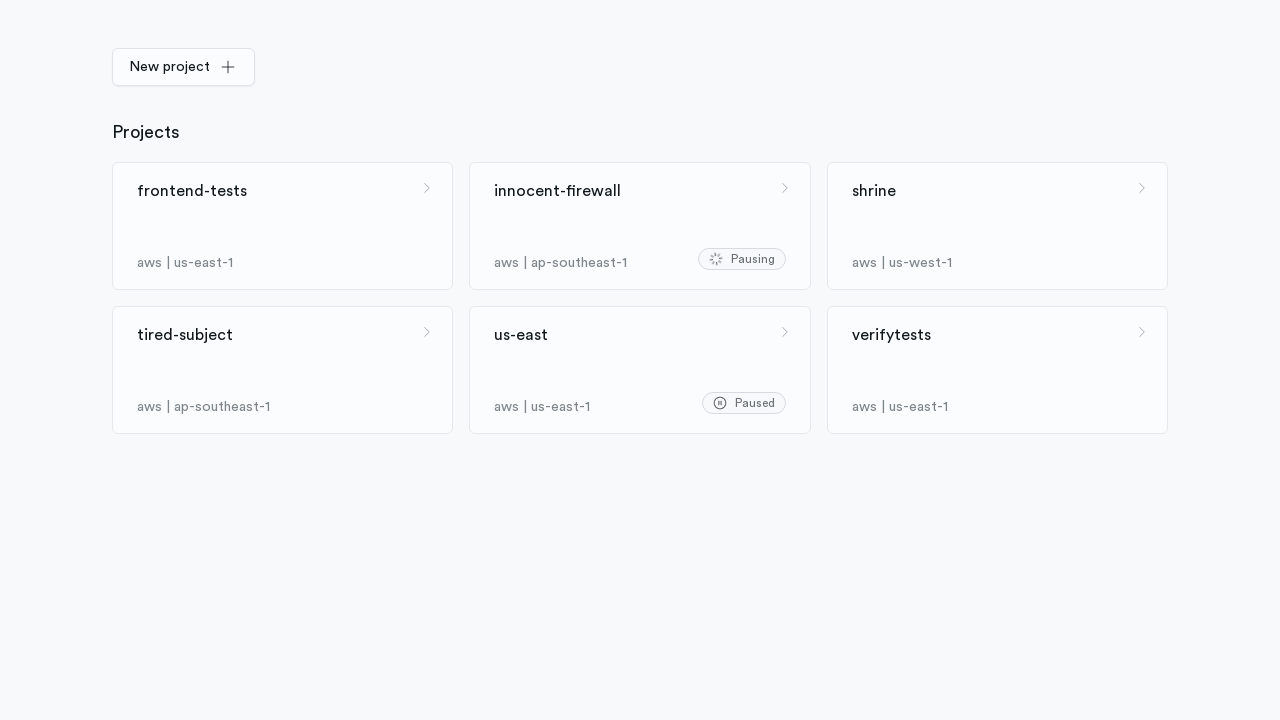 New project
Projects
frontend-tests
aws | us-east-1
innocent-firewall
aws | ap-southeast-1
Pausing
shrine
aws | us-west-1
tired-subject
aws | ap-southeast-1
us-east
aws | us-east-1
Paused
verifytests
aws | us-east-1